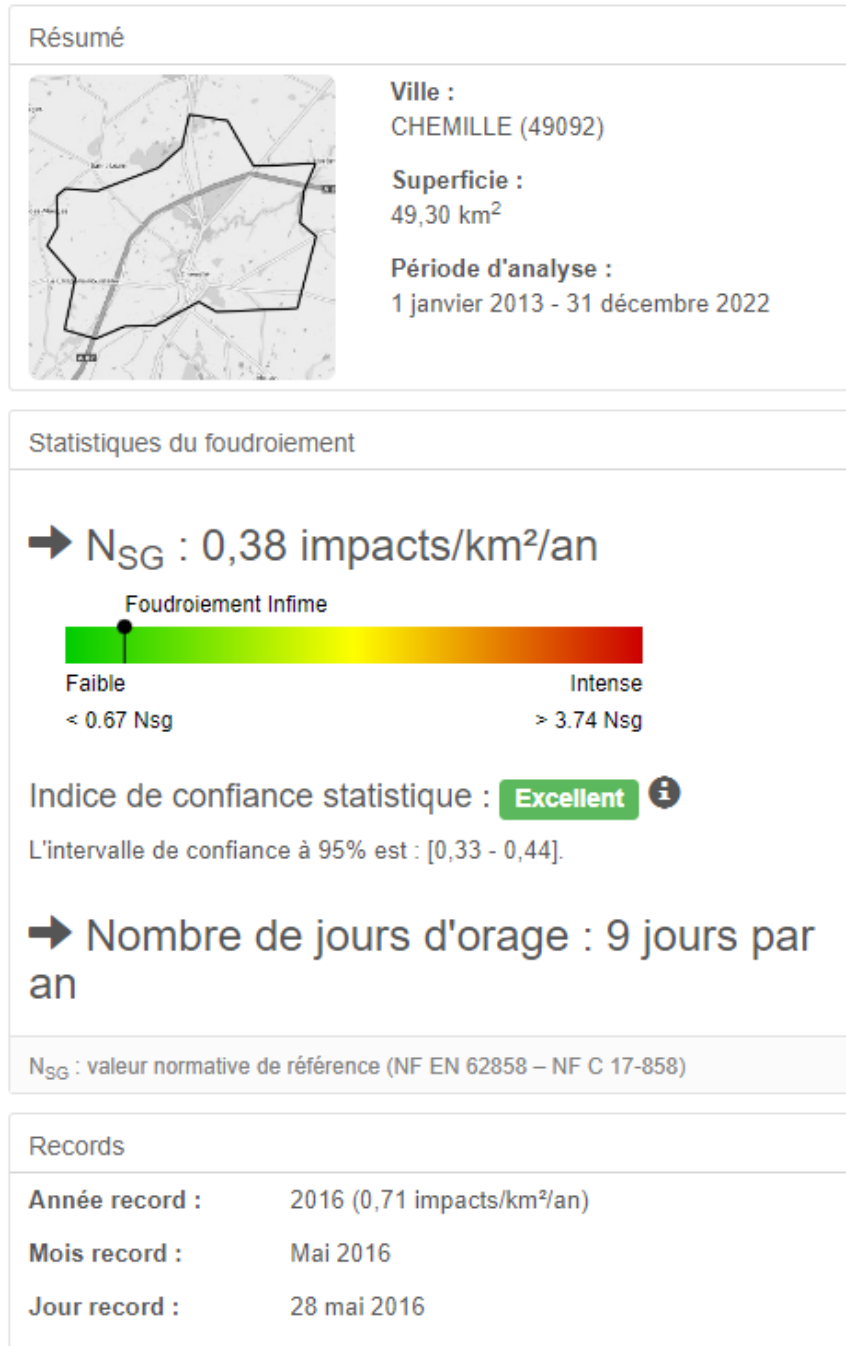 Résumé
Ville :
CHEMILLE (49092)
Superficie :
49,30 km²
Période d'analyse :
1 janvier 2013 - 31 décembre 2022
Statistiques du foudroiement
➔ NSG : 0,38 impacts/km²/an
Foudroiement Infime
Faible Intense
< 0.67 Nsg > 3.74 Nsg
Indice de confiance statistique : Excellent
L'intervalle de confiance à 95% est : [0,33 - 0,44].
➔ Nombre de jours d'orage : 9 jours par
an
NSG : valeur normative de référence (NF EN 62858 – NF C 17-858)
Records
Année record : 2016 (0,71 impacts/km²/an)
Mois record : Mai 2016
Jour record : 28 mai 2016